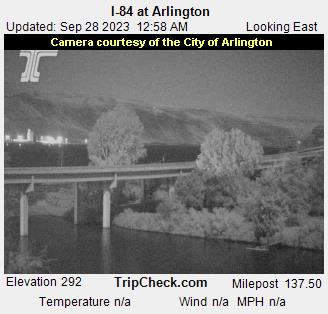 I-84 at Arlington
Updated: Sep 28 2023 12:58 AM Looking East
Camera courtesy of the City of Arlington
Elevation 292 TripCheck.com Milepost 137.50
Temperature n/a Wind n/a MPH n/a